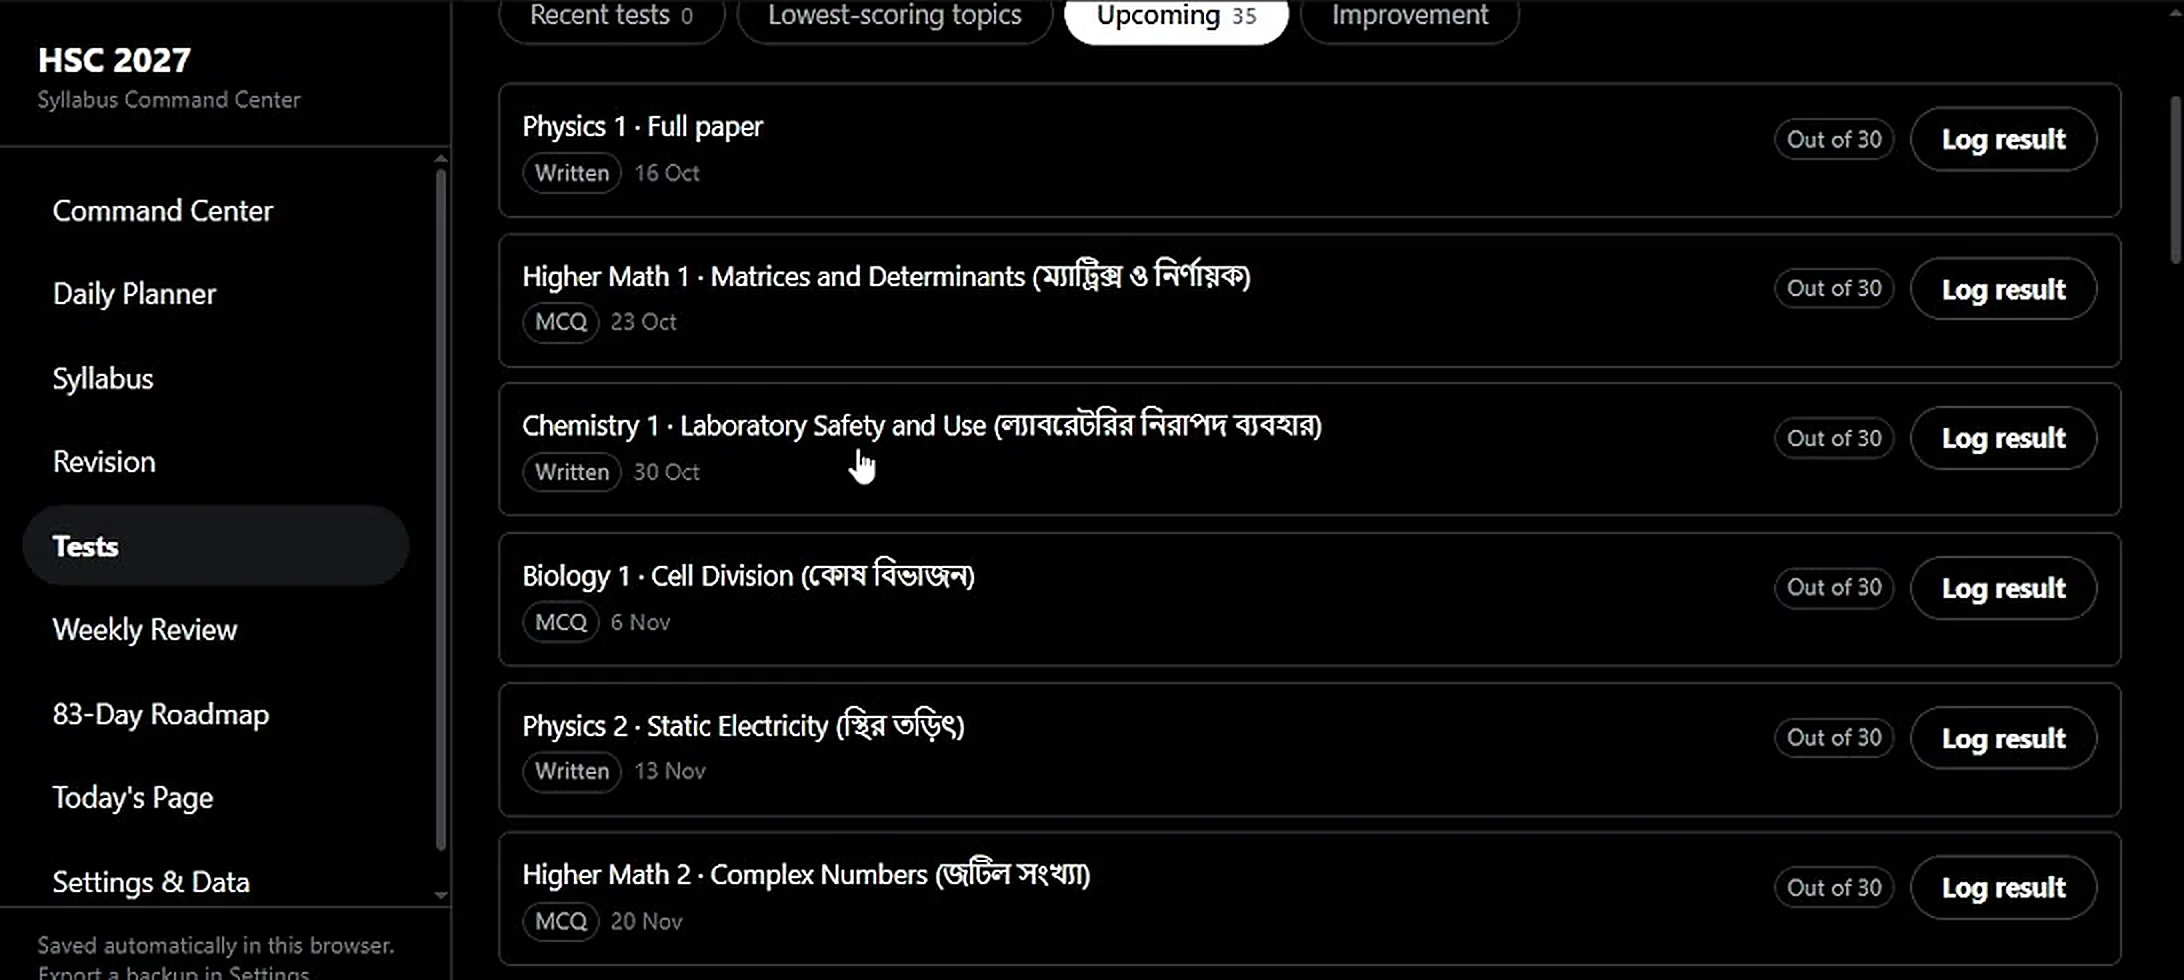 HSC 2027
Syllabus Command Center
Command Center
Daily Planner
Syllabus
Revision
Tests
Weekly Review
83-Day Roadmap
Today's Page
Settings & Data
Saved automatically in this browser.
Export a backup in Settings.
Recent tests 0
Lowest-scoring topics
Upcoming 35
Improvement
Physics 1 · Full paper
Written 16 Oct
Out of 30
Log result
Higher Math 1 · Matrices and Determinants (ম্যাট্রিক্স ও নির্ণায়ক)
MCQ 23 Oct
Out of 30
Log result
Chemistry 1 · Laboratory Safety and Use (ল্যাবরেটরির নিরাপদ ব্যবহার)
Written 30 Oct
Out of 30
Log result
Biology 1 · Cell Division (কোষ বিভাজন)
MCQ 6 Nov
Out of 30
Log result
Physics 2 · Static Electricity (স্থির তড়িৎ)
Written 13 Nov
Out of 30
Log result
Higher Math 2 · Complex Numbers (জটিল সংখ্যা)
MCQ 20 Nov
Out of 30
Log result